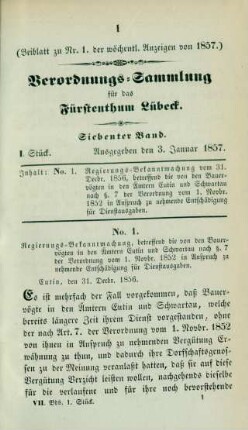 1
(Beiblatt zu Nr. 1. der wöchentl. Anzeigen von 1857.)
Verordnungs-Sammlung
für das
Fürstenthum Lübeck.
Siebenter Band.
I. Stück. Ausgegeben den 3. Januar 1857.
Inhalt: No. 1. Regierungs-Bekanntmachung vom 31.
Decbr. 1856, betreffend die von den Bauer-
vögten in den Ämtern Eutin und Schwartau
nach §. 7 der Verordnung vom 1. Novbr.
1852 in Anspruch zu nehmende Entschädigung
für Dienstausgaben.
No. 1.
Regierungs-Bekanntmachung, betreffend die von den Bauer-
vögten in den Ämtern Eutin und Schwartau nach § 7
der Verordnung vom 1. Novbr. 1852 in Anspruch zu
nehmende Entschädigung für Dienstausgaben.
Eutin, den 31. Decbr. 1856.
Es ist mehrfach der Fall vorgekommen, daß Bauer-
vögte in den Ämtern Eutin und Schwartau, welche
bereits längere Zeit ihrem Dienst vorgestanden, ohne
der nach Art. 7. der Verordnung vom 1. Novbr. 1852
von ihnen in Anspruch zu nehmenden Vergütung Er-
wähnung zu thun, und dadurch ihre Dorfschaftsgenos-
sen zu der Meinung veranlaßt hatten, daß sie auf diese
Vergütung Verzicht leisten wollen, nachgehends dieselbe
für die verlaufene und für ihre noch bevorstehende
VII. Bds. 1. Stück. 1